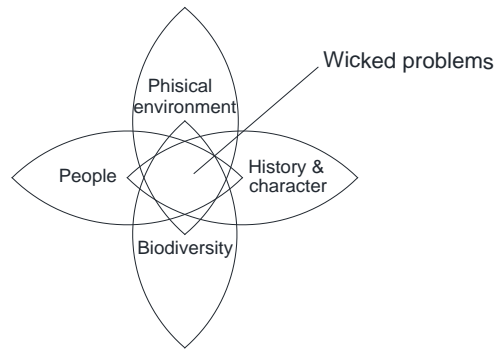 Wicked problems
Phisical
environment
People
History &
character
Biodiversity